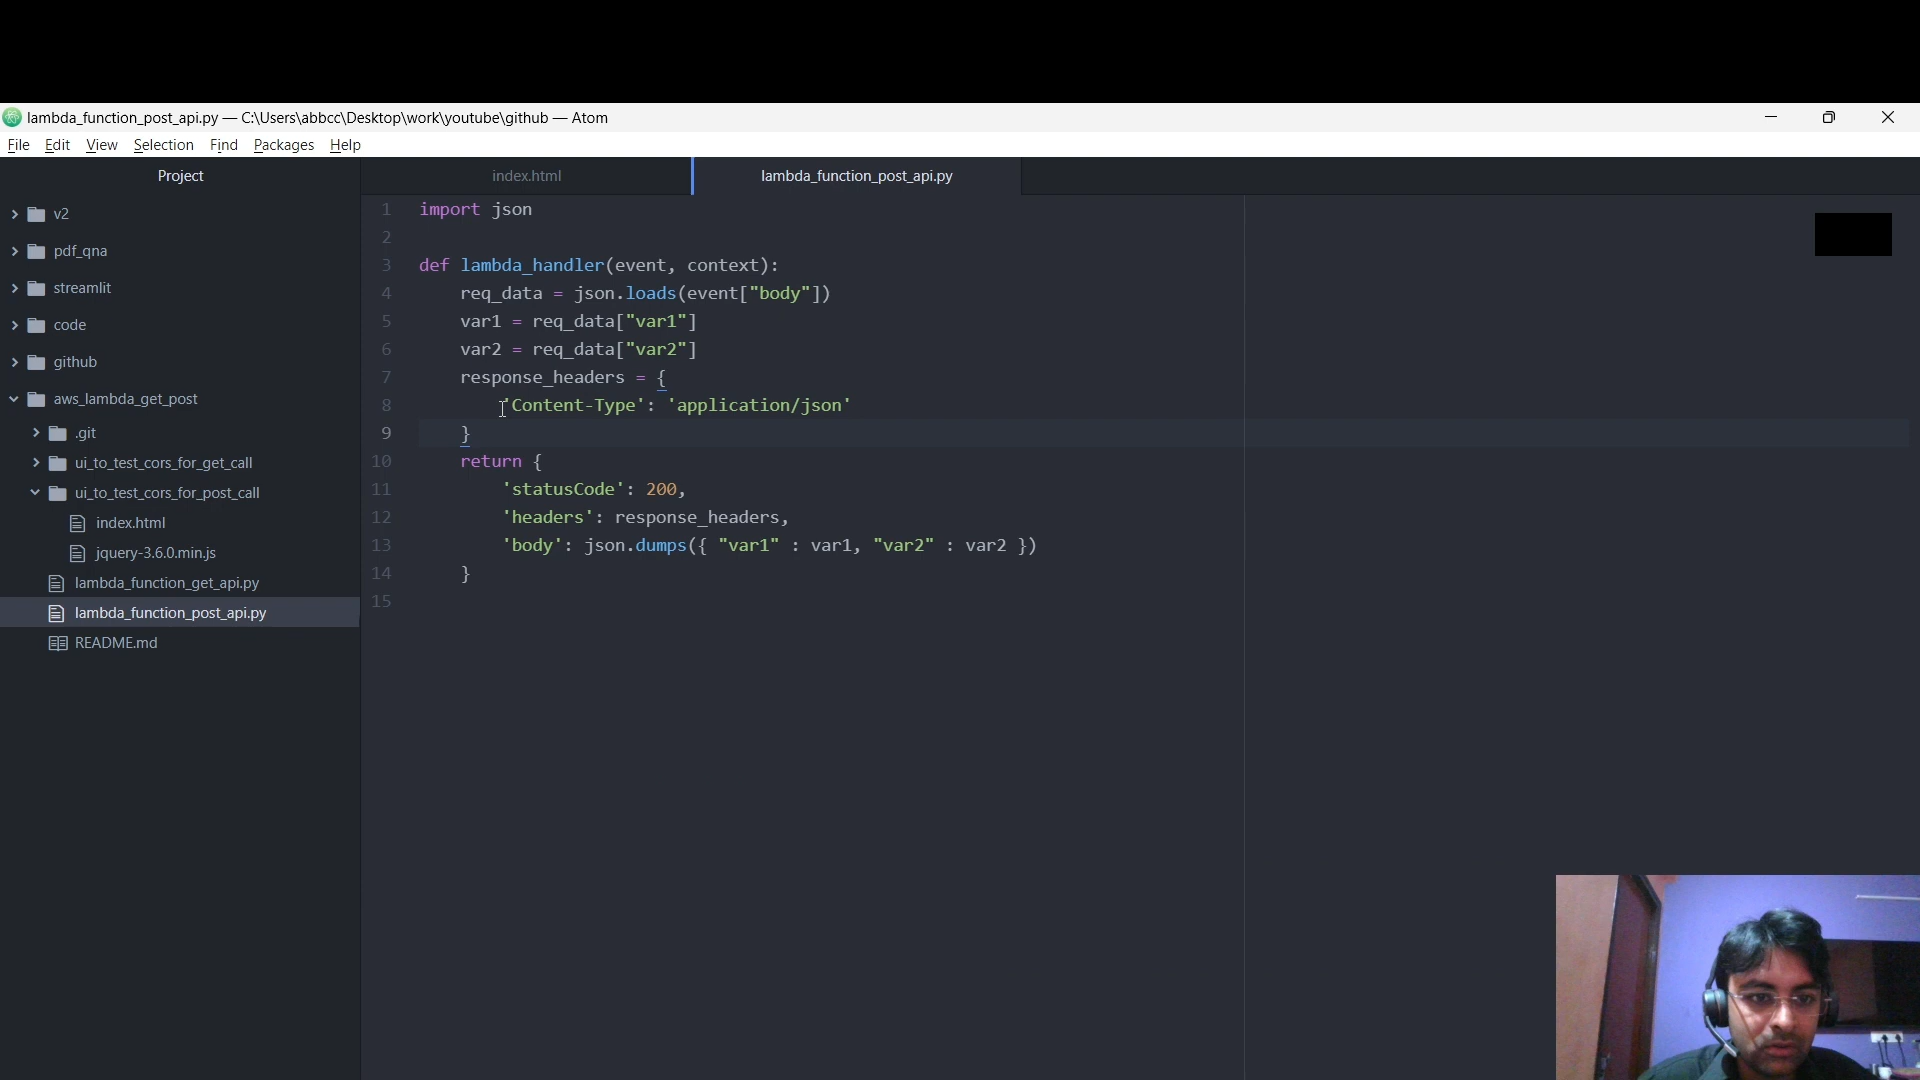 lambda_function_post_api.py — C:\Users\abbcc\Desktop\work\youtube\github — Atom
File Edit View Selection Find Packages Help
Project
v2
pdf_qna
streamlit
code
github
aws_lambda_get_post
.git
ui_to_test_cors_for_get_call
ui_to_test_cors_for_post_call
index.html
jquery-3.6.0.min.js
lambda_function_get_api.py
lambda_function_post_api.py
README.md
index.html
lambda_function_post_api.py
1 import json
2
3 def lambda_handler(event, context):
4     req_data = json.loads(event["body"])
5     var1 = req_data["var1"]
6     var2 = req_data["var2"]
7     response_headers = {
8         'Content-Type': 'application/json'
9     }
10     return {
11         'statusCode': 200,
12         'headers': response_headers,
13         'body': json.dumps({ "var1" : var1, "var2" : var2 })
14     }
15